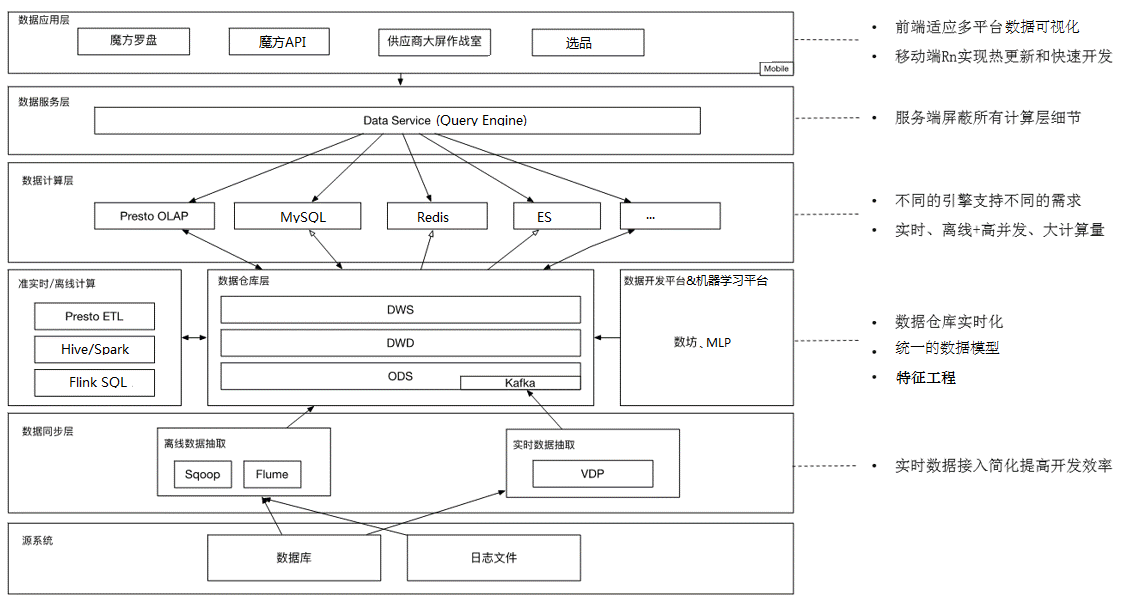 数据应用层
魔方罗盘
魔方API
供应商大屏作战室
选品
Mobile
• 前端适应多平台数据可视化
• 移动端Rn实现热更新和快速开发
数据服务层
Data Service (Query Engine)
• 服务端屏蔽所有计算层细节
数据计算层
Presto OLAP
MySQL
Redis
ES
...
• 不同的引擎支持不同的需求
• 实时、离线+高并发、大计算量
准实时/离线计算
Presto ETL
Hive/Spark
Flink SQL
数据仓库层
DWS
DWD
ODS
Kafka
数据开发平台&机器学习平台
数坊、MLP
• 数据仓库实时化
• 统一的数据模型
• 特征工程
数据同步层
离线数据抽取
Sqoop
Flume
实时数据抽取
VDP
• 实时数据接入简化提高开发效率
源系统
数据库
日志文件